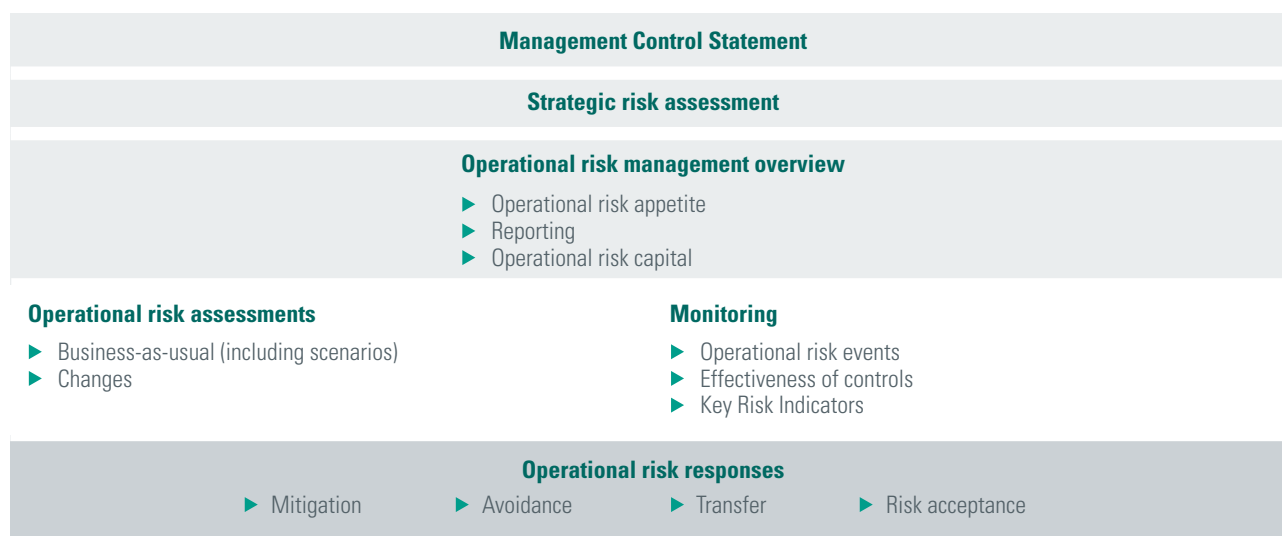 Management Control Statement
Strategic risk assessment
Operational risk management overview
Operational risk appetite
Reporting
Operational risk capital
Operational risk assessments
Business-as-usual (including scenarios)
Changes
Monitoring
Operational risk events
Effectiveness of controls
Key Risk Indicators
Operational risk responses
Mitigation
Avoidance
Transfer
Risk acceptance